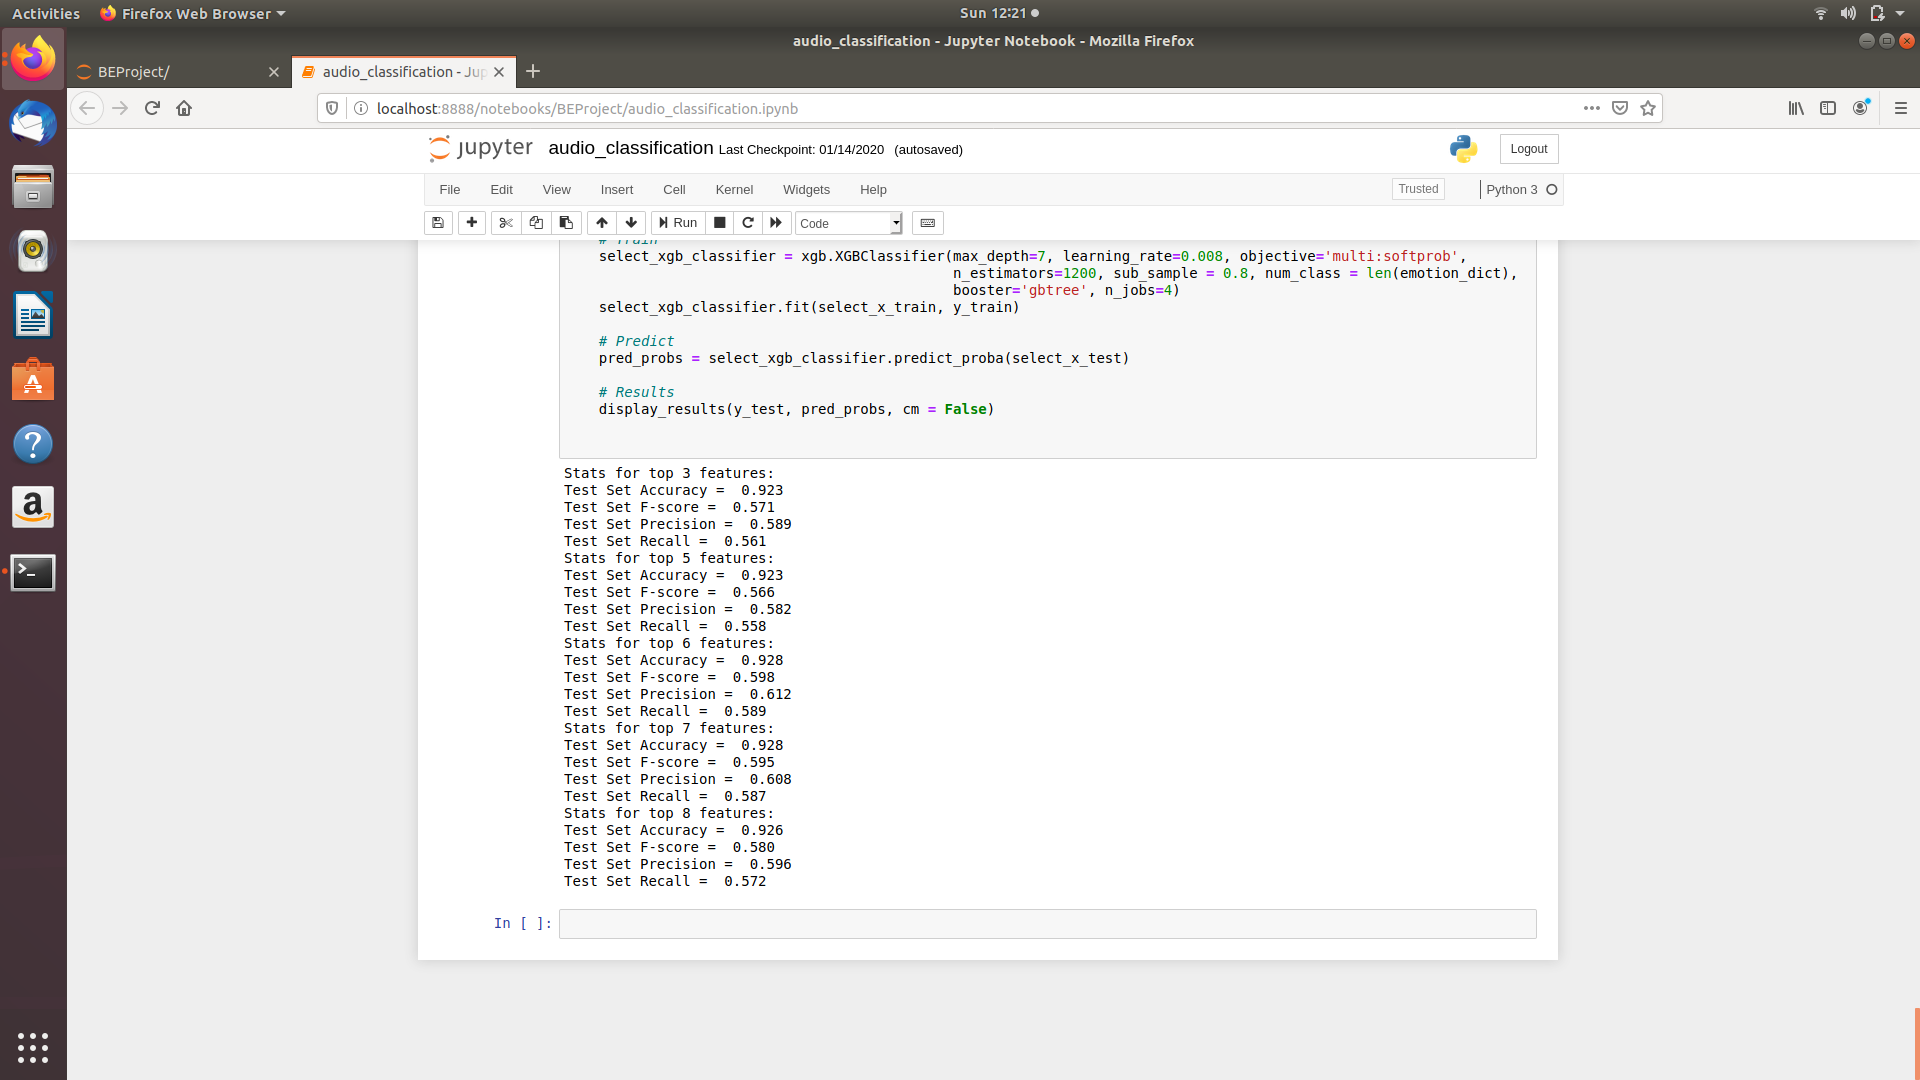 Activities Firefox Web Browser Sun 12:21
audio_classification - Jupyter Notebook - Mozilla Firefox
BEProject/ audio_classification - Jup
localhost:8888/notebooks/BEProject/audio_classification.ipynb
jupyter audio_classification Last Checkpoint: 01/14/2020 (autosaved) Logout
File Edit View Insert Cell Kernel Widgets Help Trusted Python 3
Run Code
# Train
select_xgb_classifier = xgb.XGBClassifier(max_depth=7, learning_rate=0.008, objective='multi:softprob',
n_estimators=1200, sub_sample = 0.8, num_class = len(emotion_dict),
booster='gbtree', n_jobs=4)
select_xgb_classifier.fit(select_x_train, y_train)
# Predict
pred_probs = select_xgb_classifier.predict_proba(select_x_test)
# Results
display_results(y_test, pred_probs, cm = False)
Stats for top 3 features:
Test Set Accuracy =  0.923
Test Set F-score =  0.571
Test Set Precision =  0.589
Test Set Recall =  0.561
Stats for top 5 features:
Test Set Accuracy =  0.923
Test Set F-score =  0.566
Test Set Precision =  0.582
Test Set Recall =  0.558
Stats for top 6 features:
Test Set Accuracy =  0.928
Test Set F-score =  0.598
Test Set Precision =  0.612
Test Set Recall =  0.589
Stats for top 7 features:
Test Set Accuracy =  0.928
Test Set F-score =  0.595
Test Set Precision =  0.608
Test Set Recall =  0.587
Stats for top 8 features:
Test Set Accuracy =  0.926
Test Set F-score =  0.580
Test Set Precision =  0.596
Test Set Recall =  0.572
In [ ]: